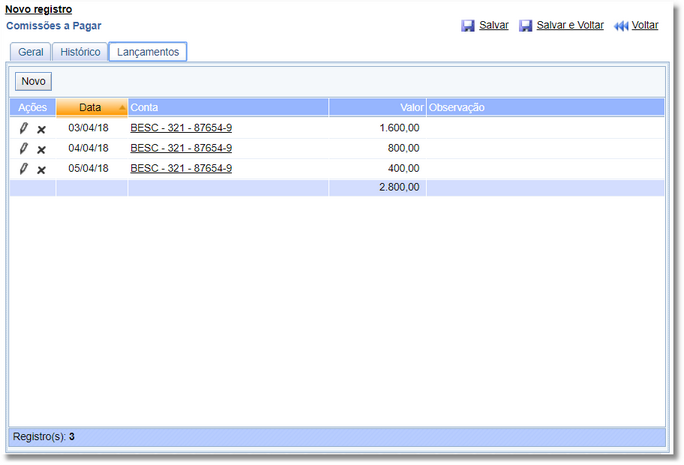 Novo registro
Comissões a Pagar
Salvar Salvar e Voltar Voltar
Geral Histórico Lançamentos
Novo
Ações Data Conta Valor Observação
03/04/18 BESC - 321 - 87654-9 1.600,00
04/04/18 BESC - 321 - 87654-9 800,00
05/04/18 BESC - 321 - 87654-9 400,00
2.800,00
Registro(s): 3